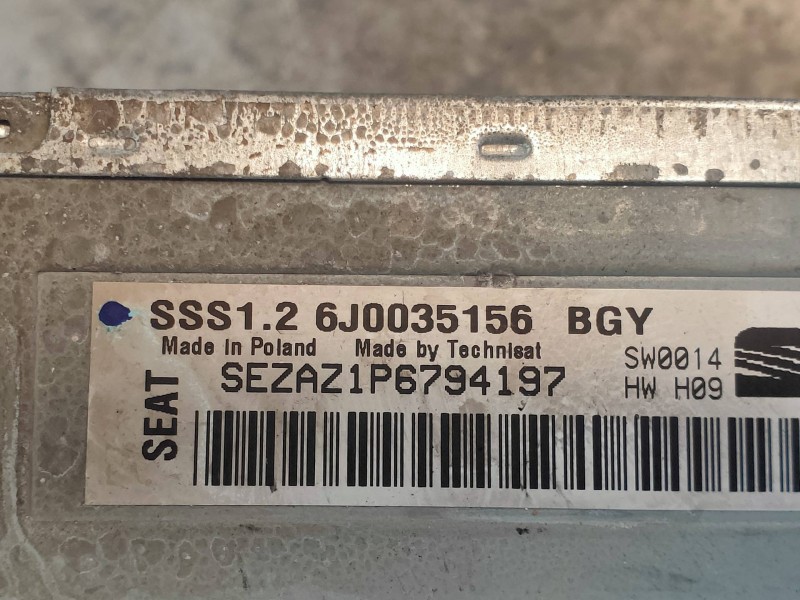 SSS1.2 6J0035156 BGY
Made in Poland Made by Technisat
SW0014
SEZAZ1P6794197
HW H09
SEAT